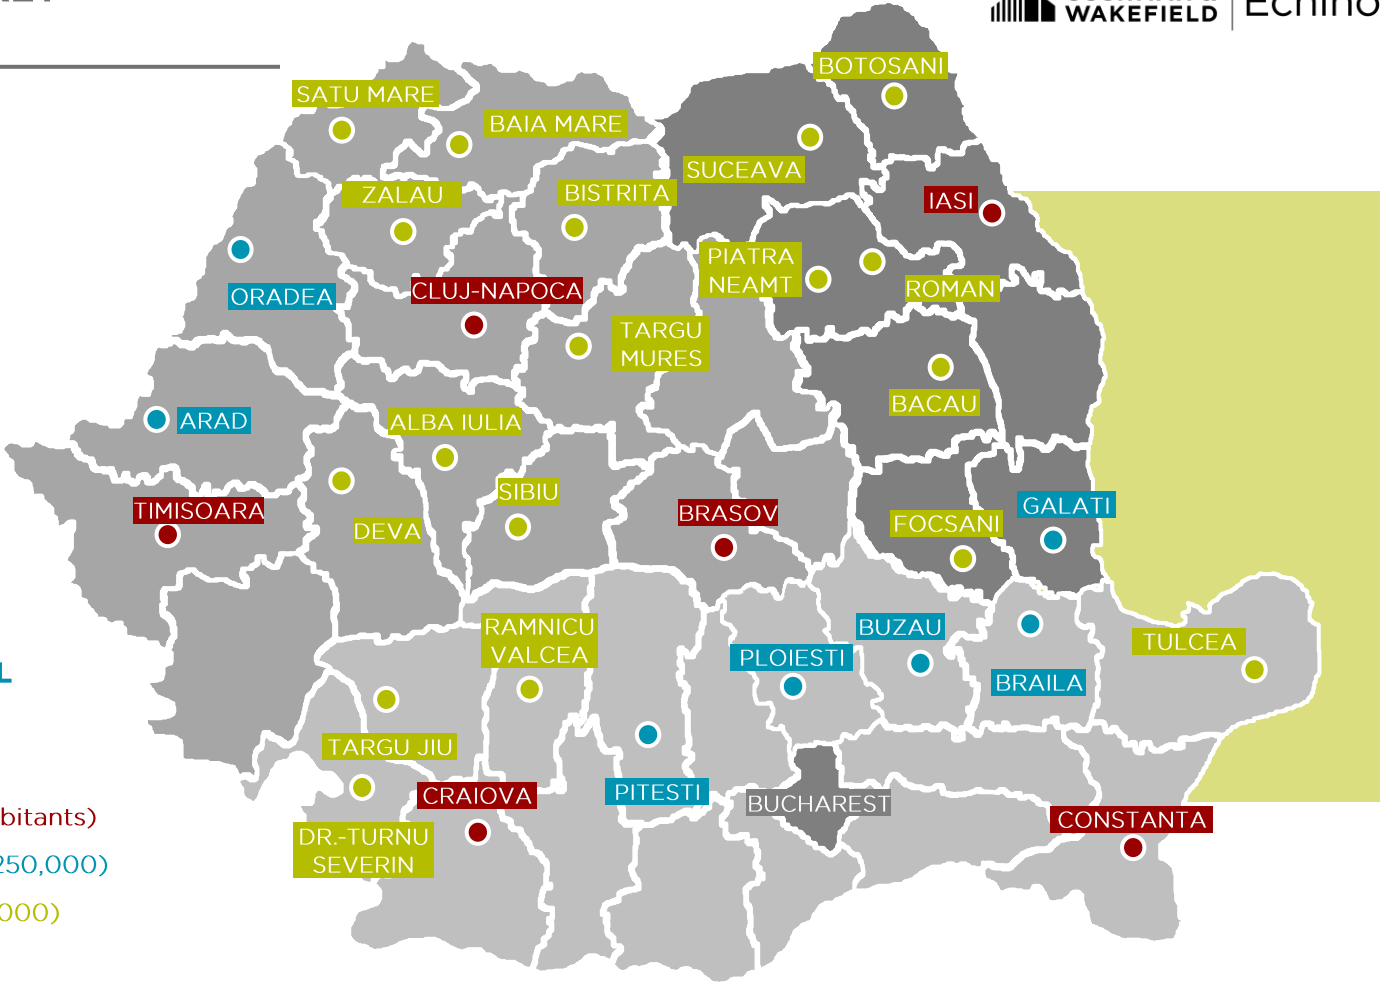 WAKEFIELD
Echino
BOTOSANI
SATU MARE
BAIA MARE
SUCEAVA
ZALAU
BISTRITA
IASI
PIATRA
NEAMT
ROMAN
ORADEA
CLUJ-NAPOCA
TARGU
MURES
BACAU
ARAD
ALBA IULIA
SIBIU
TIMISOARA
DEVA
BRASOV
FOCSANI
GALATI
RAMNICU
VALCEA
BUZAU
PLOIESTI
TULCEA
BRAILA
L
TARGU JIU
CRAIOVA
PITESTI
BUCHAREST
CONSTANTA
DR.-TURNU
SEVERIN
bitants)
250,000)
000)